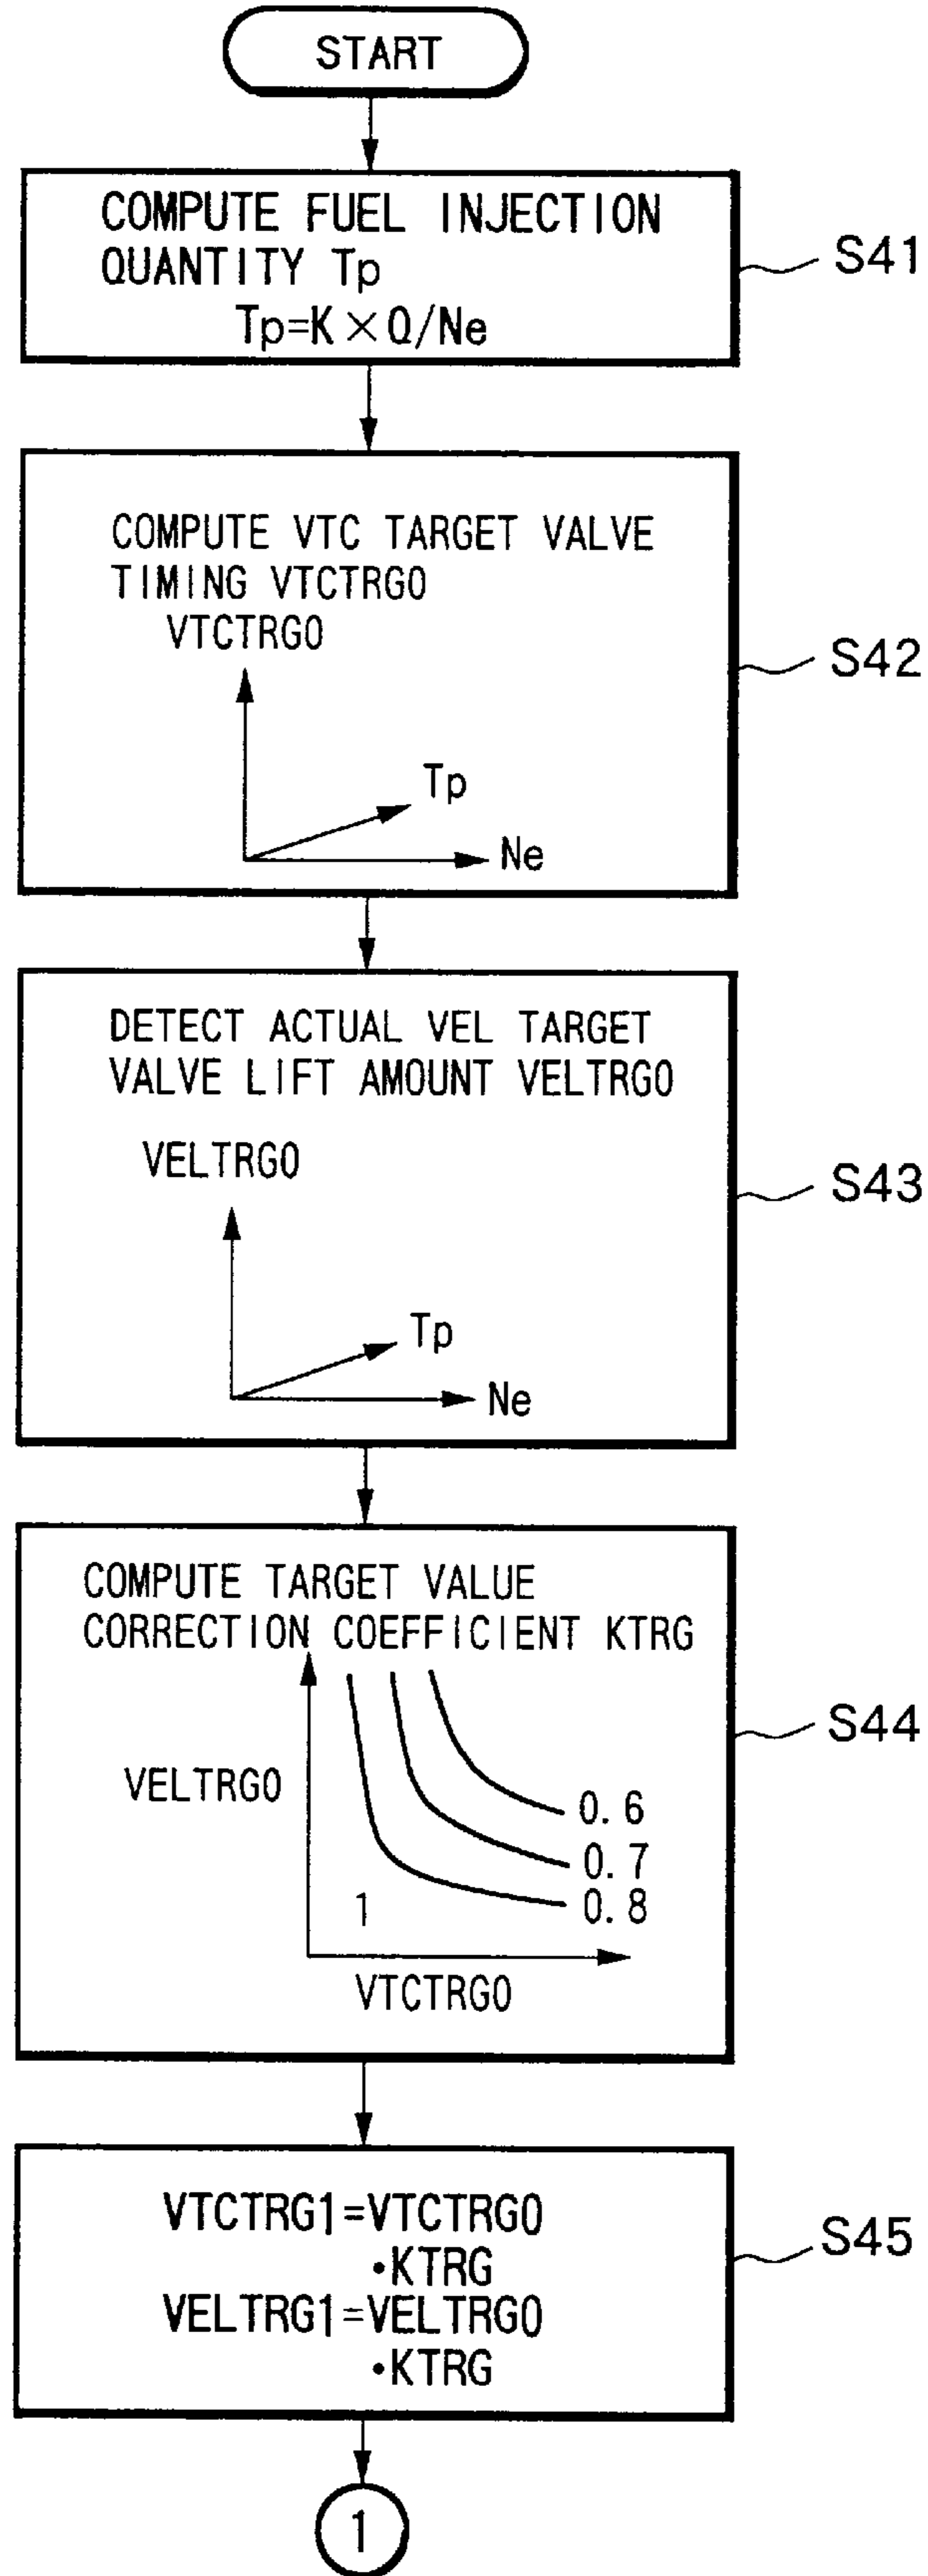 START
COMPUTE FUEL INJECTION
QUANTITY Tp
Tp=K×Q/Ne
S41
COMPUTE VTC TARGET VALVE
TIMING VTCTRG0
VTCTRG0
Tp
Ne
S42
DETECT ACTUAL VEL TARGET
VALVE LIFT AMOUNT VELTRG0
VELTRG0
Tp
Ne
S43
COMPUTE TARGET VALUE
CORRECTION COEFFICIENT KTRG
VELTRG0
0.6
0.7
0.8
1
VTCTRG0
S44
VTCTRG1=VTCTRG0
•KTRG
VELTRG1=VELTRG0
•KTRG
S45
1